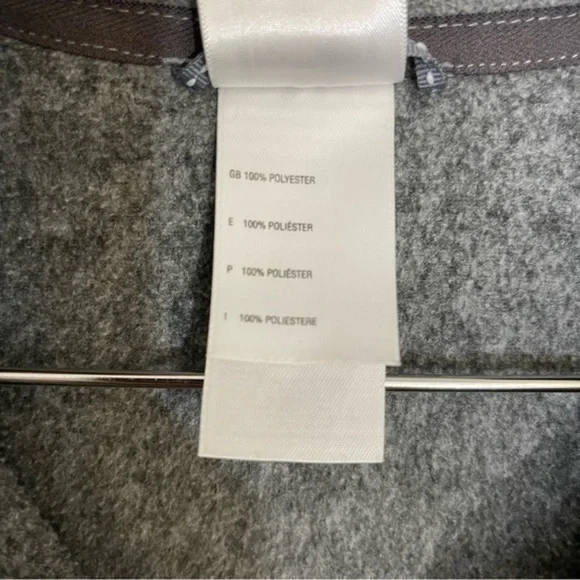 GB 100% POLYESTER
E 100% POLIÉSTER
P 100% POLIÉSTER
I 100% POLIESTERE